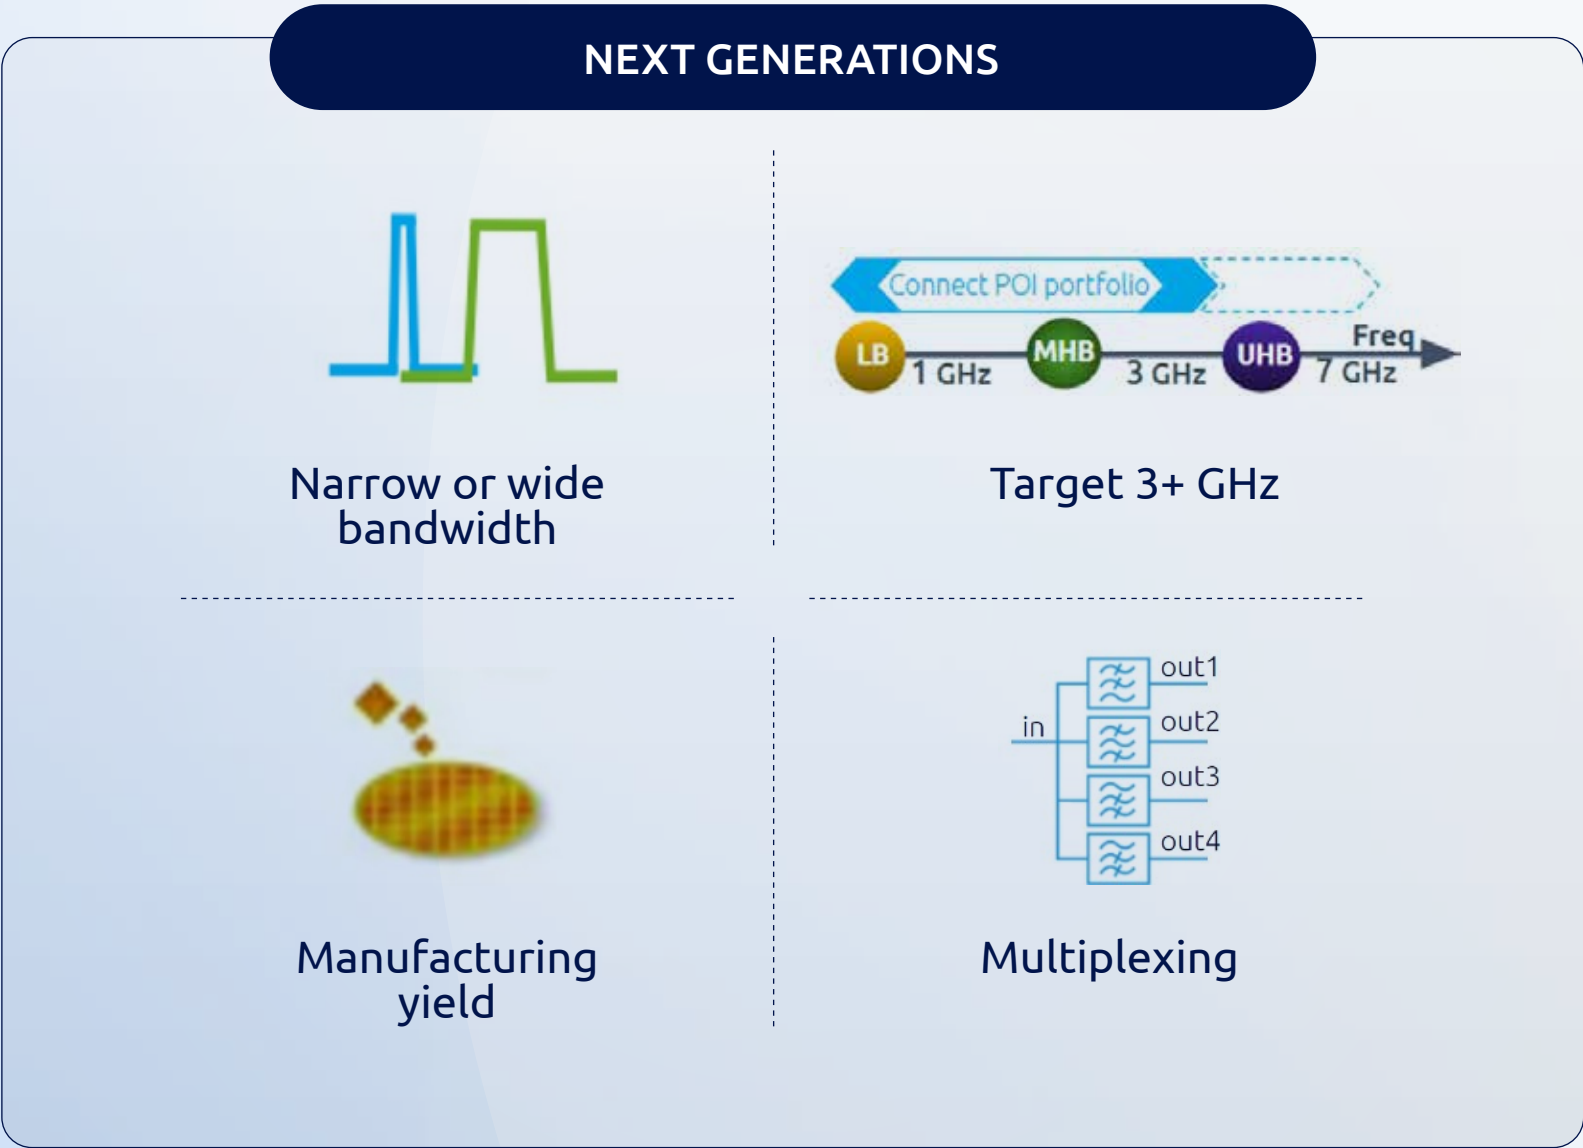 NEXT GENERATIONS
Connect POI portfolio
LB
1 GHz
MHB
3 GHz
UHB
Freq
7 GHz
Narrow or wide
bandwidth
Target 3+ GHz
in
out1
out2
out3
out4
Manufacturing
yield
Multiplexing